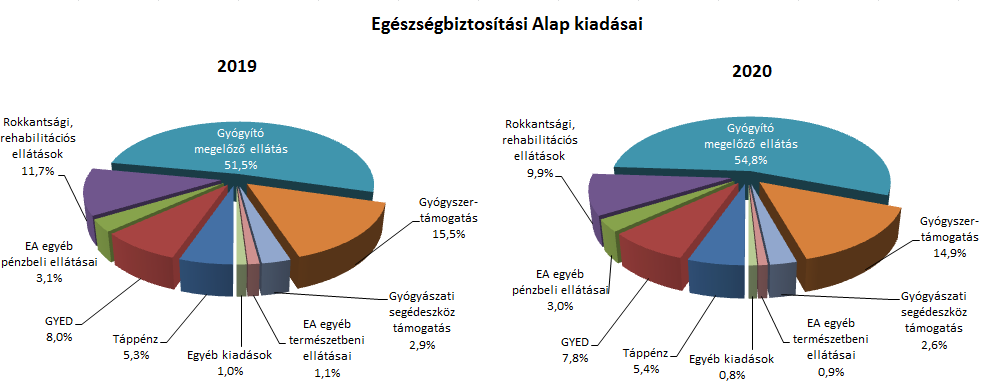 Egészségbiztosítási Alap kiadásai
2019
Gyógyító
megelőző ellátás
51,5%
Rokkantsági,
rehabilitációs
ellátások
11,7%
Gyógyszer-
támogatás
15,5%
EA egyéb
pénzbeli ellátásai
3,1%
GYED
8,0%
Táppénz
5,3%
Egyéb kiadások
1,0%
EA egyéb
természetbeni
ellátásai
1,1%
Gyógyászati
segédeszköz
támogatás
2,9%
2020
Gyógyító
megelőző ellátás
54,8%
Rokkantsági,
rehabilitációs
ellátások
9,9%
Gyógyszer-
támogatás
14,9%
EA egyéb
pénzbeli ellátásai
3,0%
GYED
7,8%
Táppénz
5,4%
Egyéb kiadások
0,8%
EA egyéb
természetbeni
ellátásai
0,9%
Gyógyászati
segédeszköz
támogatás
2,6%